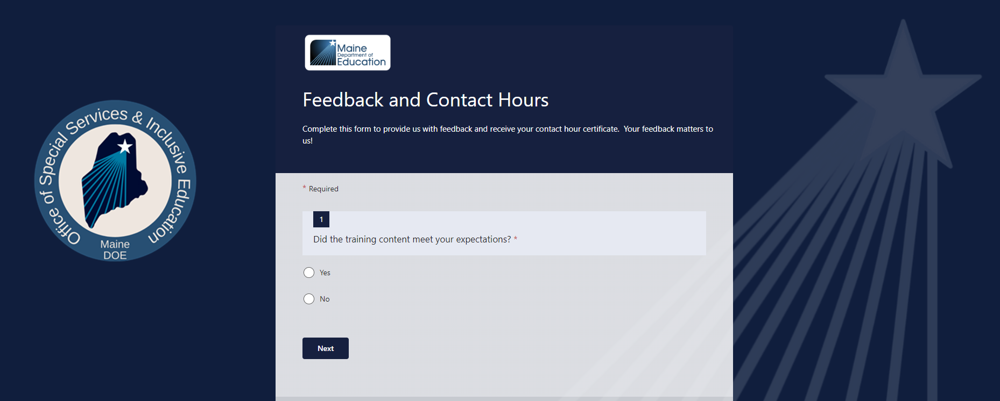 Maine
Department of
Education
Feedback and Contact Hours
Complete this form to provide us with feedback and receive your contact hour certificate.  Your feedback matters to
us!
Office of Special Services & Inclusive Education
Maine
DOE
* Required
1
Did the training content meet your expectations? *
Yes
No
Next